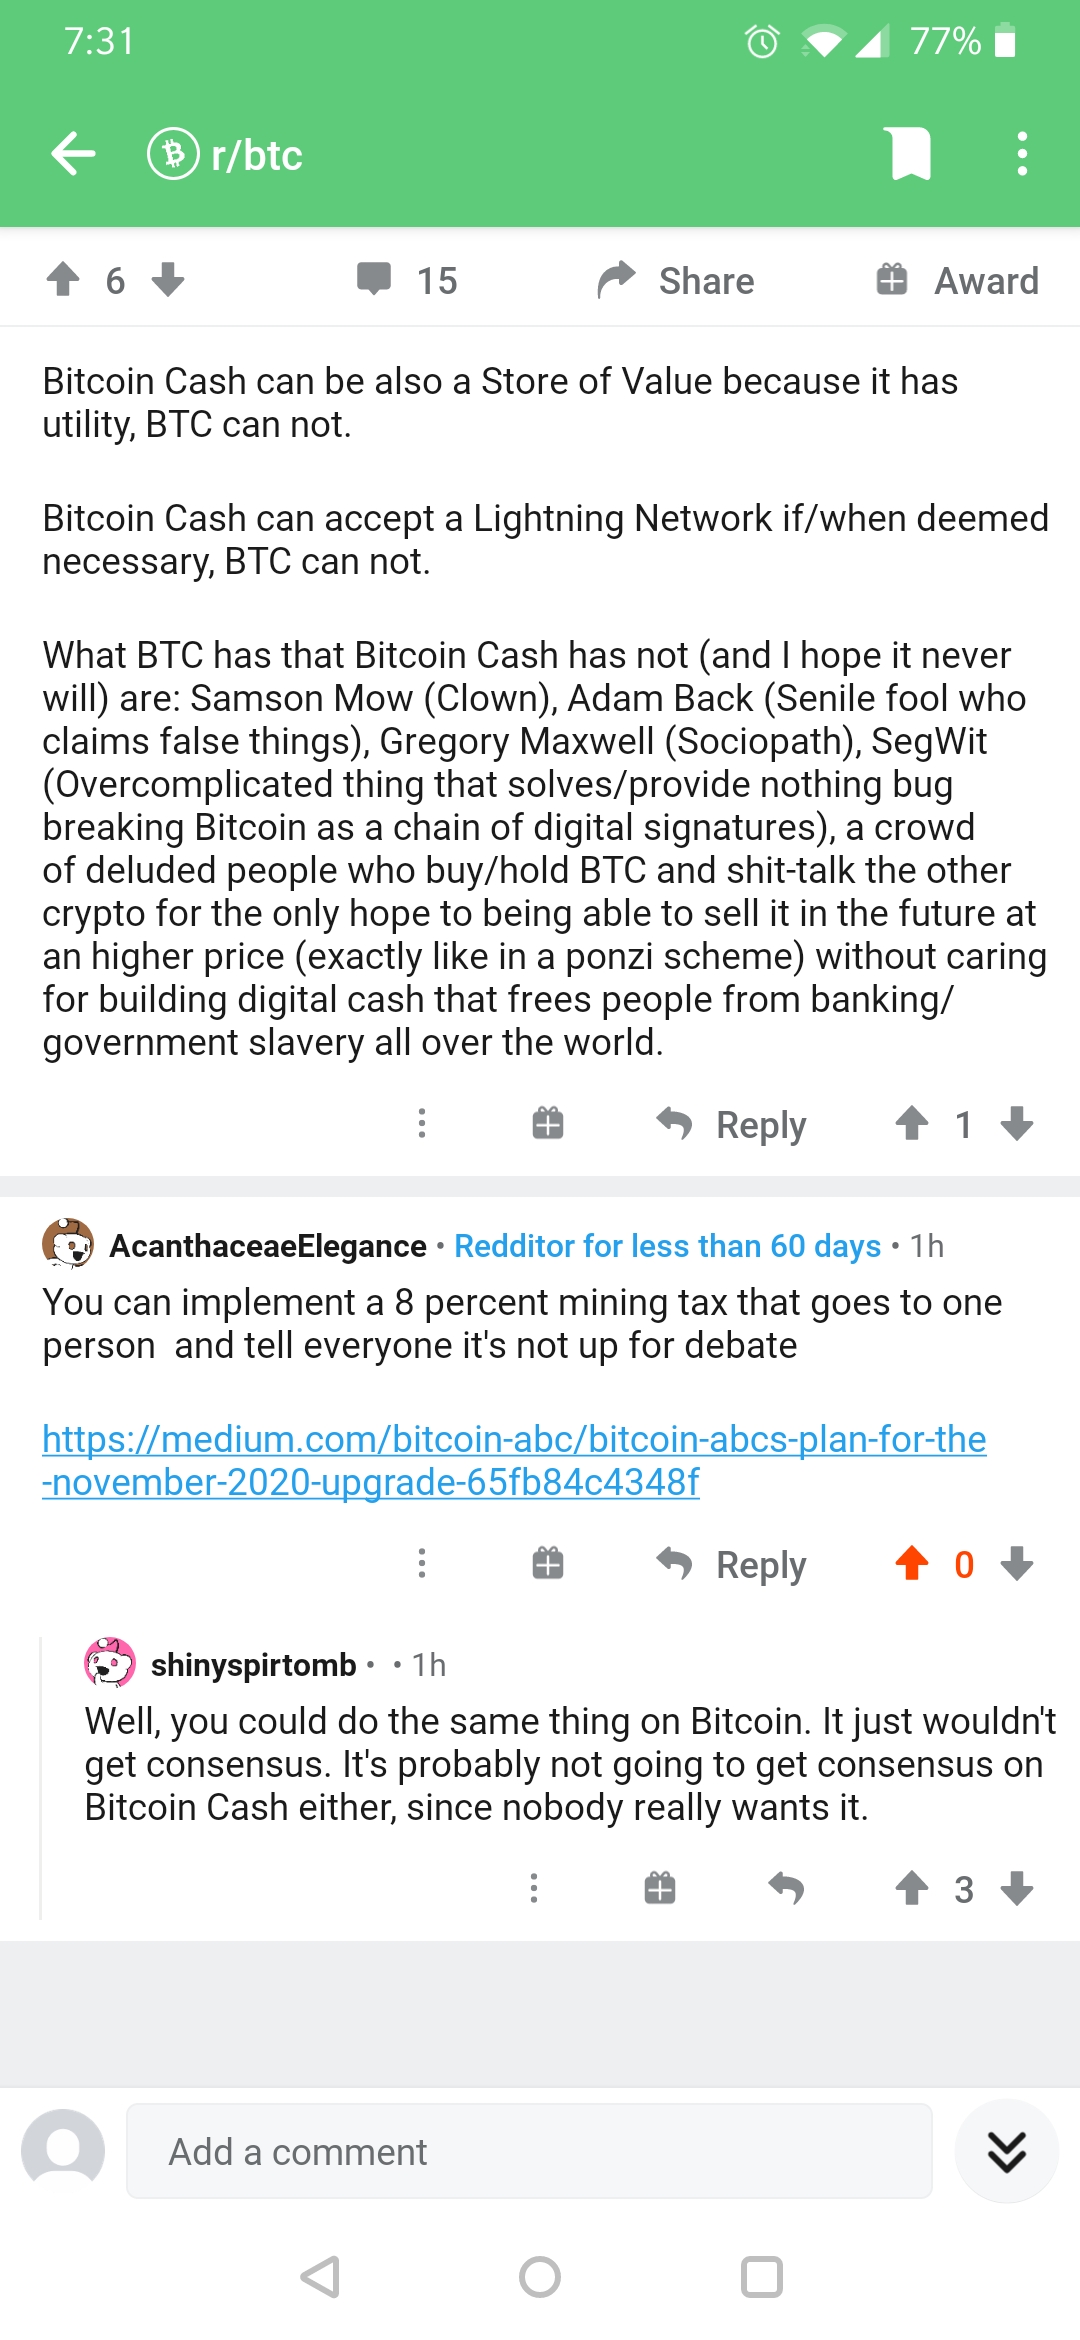 7:31
77%
r/btc
6
15
Share
Award
Bitcoin Cash can be also a Store of Value because it has
utility, BTC can not.
Bitcoin Cash can accept a Lightning Network if/when deemed
necessary, BTC can not.
What BTC has that Bitcoin Cash has not (and I hope it never
will) are: Samson Mow (Clown), Adam Back (Senile fool who
claims false things), Gregory Maxwell (Sociopath), SegWit
(Overcomplicated thing that solves/provide nothing bug
breaking Bitcoin as a chain of digital signatures), a crowd
of deluded people who buy/hold BTC and shit-talk the other
crypto for the only hope to being able to sell it in the future at
an higher price (exactly like in a ponzi scheme) without caring
for building digital cash that frees people from banking/
government slavery all over the world.
Reply
1
AcanthaceaeElegance • Redditor for less than 60 days • 1h
You can implement a 8 percent mining tax that goes to one
person  and tell everyone it's not up for debate
https://medium.com/bitcoin-abc/bitcoin-abcs-plan-for-the
-november-2020-upgrade-65fb84c4348f
Reply
0
shinyspirtomb • • 1h
Well, you could do the same thing on Bitcoin. It just wouldn't
get consensus. It's probably not going to get consensus on
Bitcoin Cash either, since nobody really wants it.
3
Add a comment